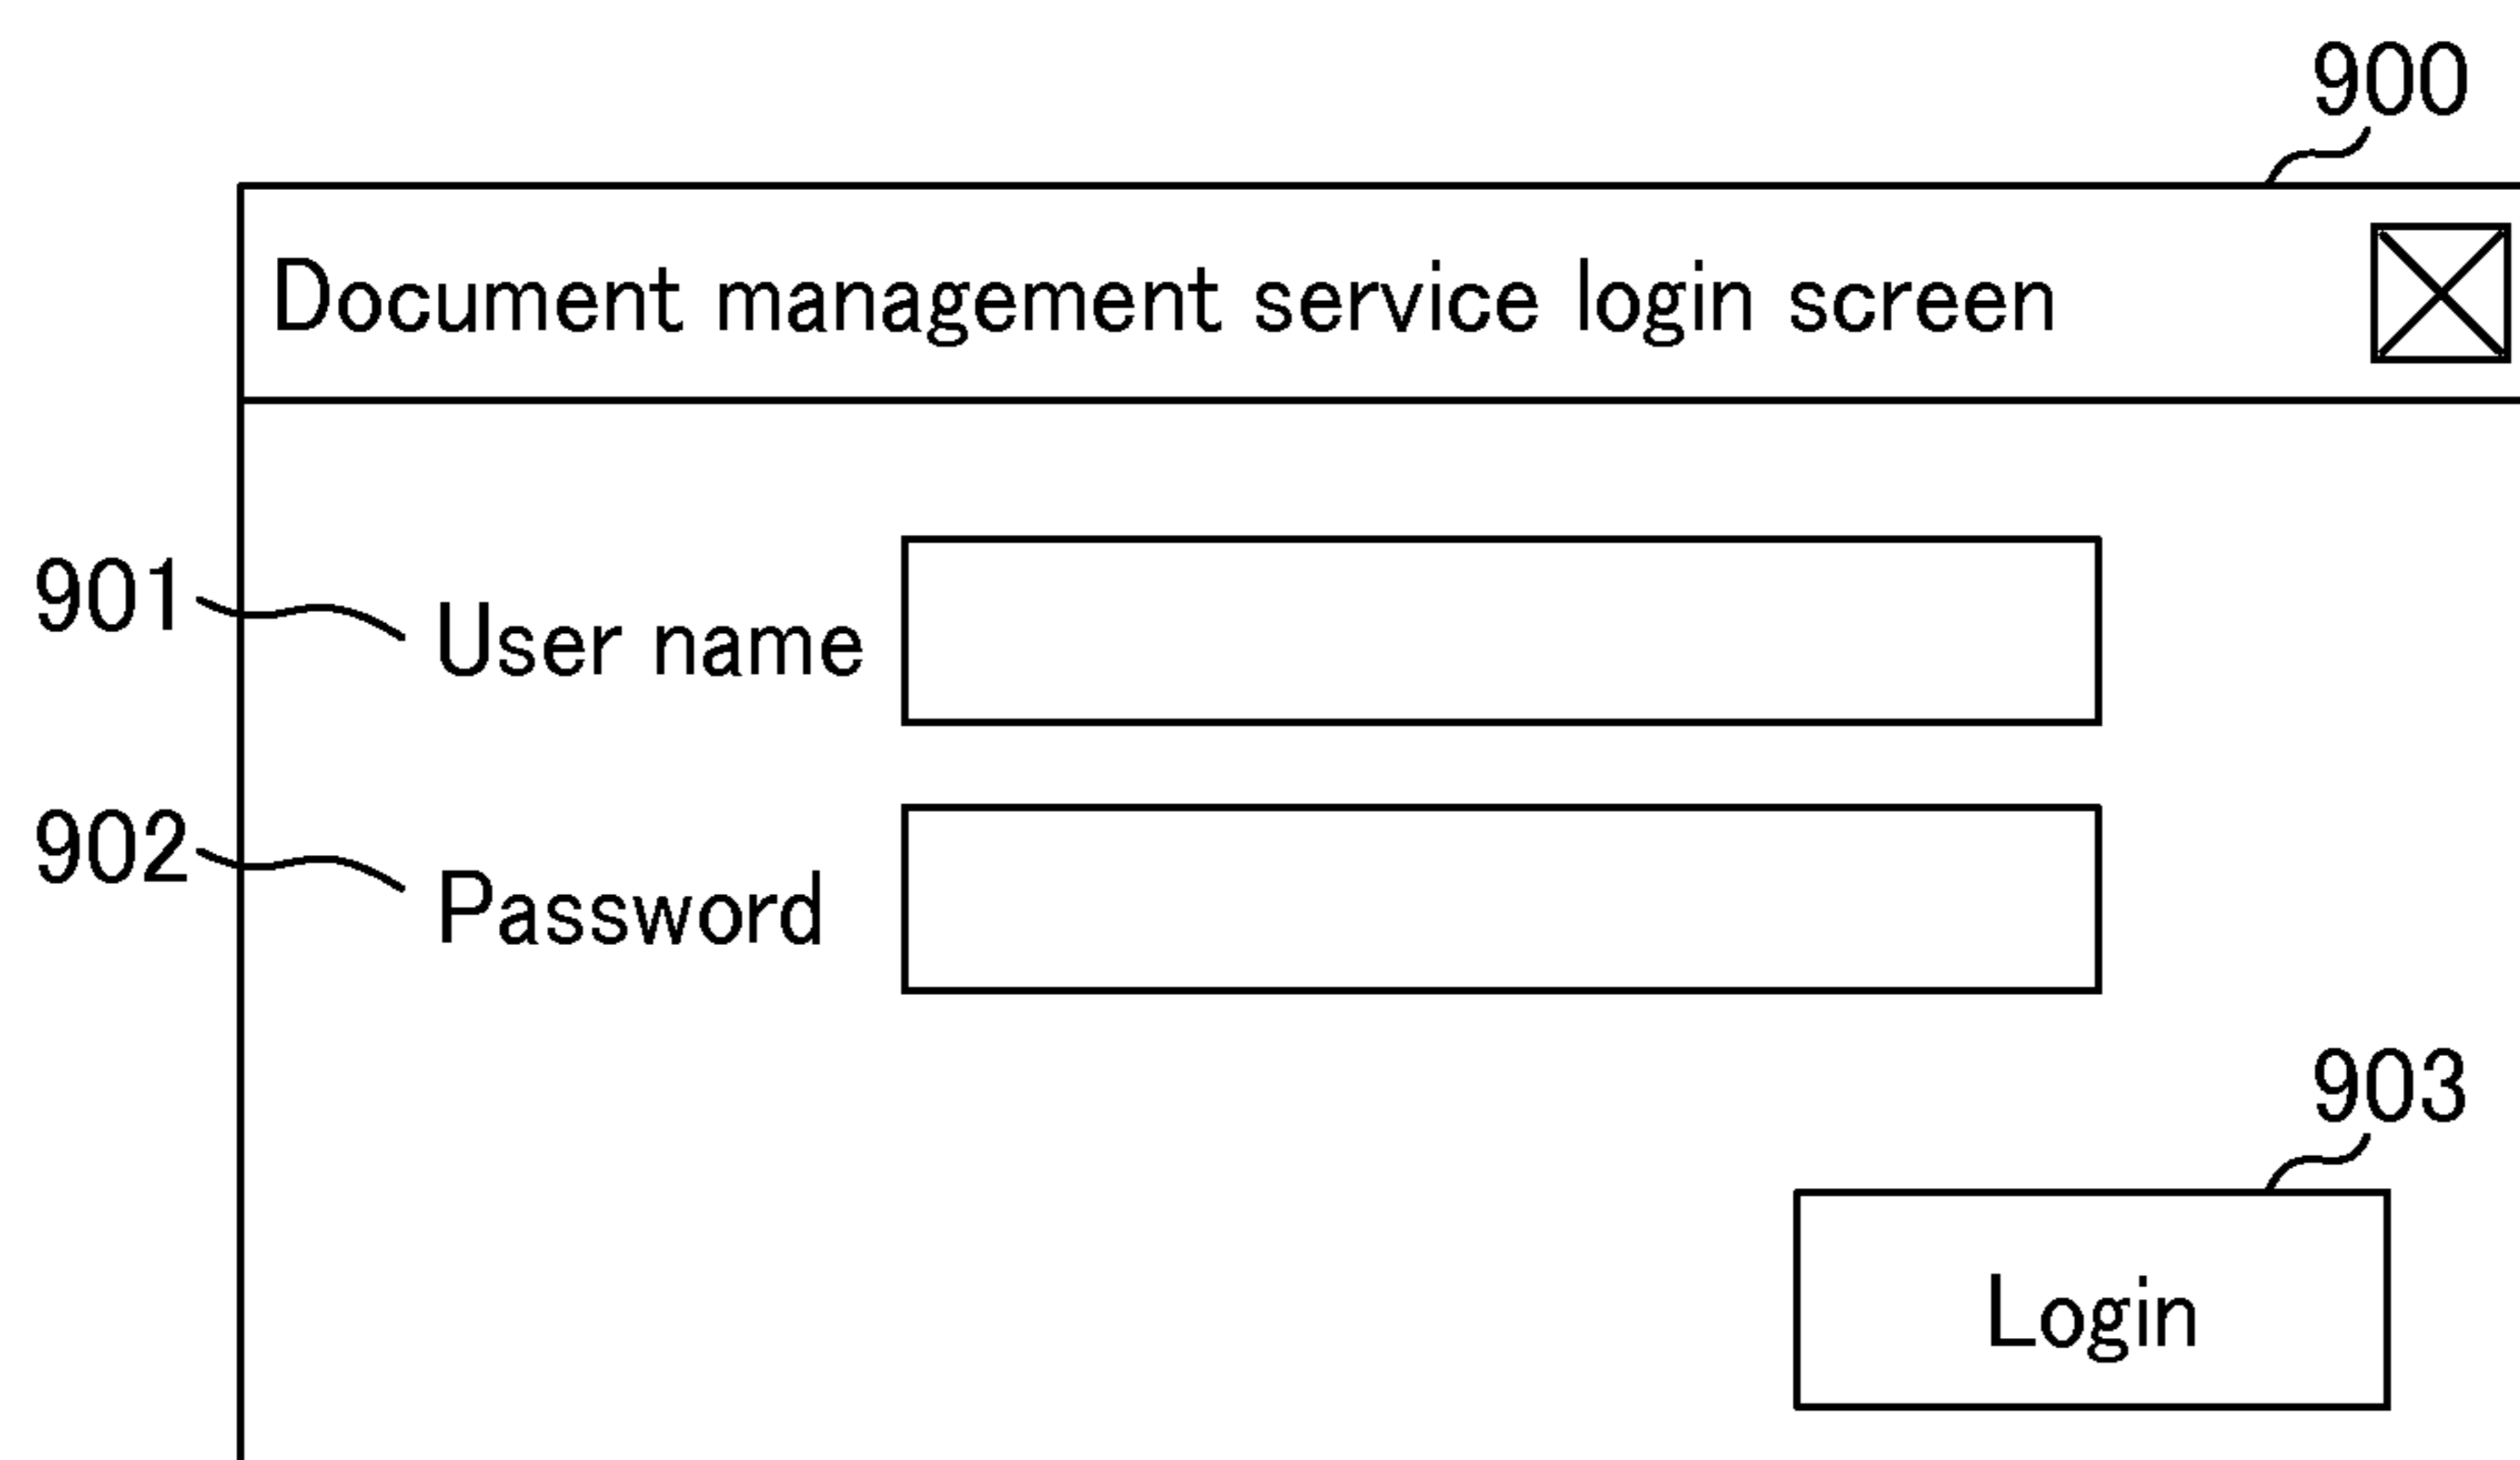 900
Document management service login screen
901
User name
902
Password
903
Login